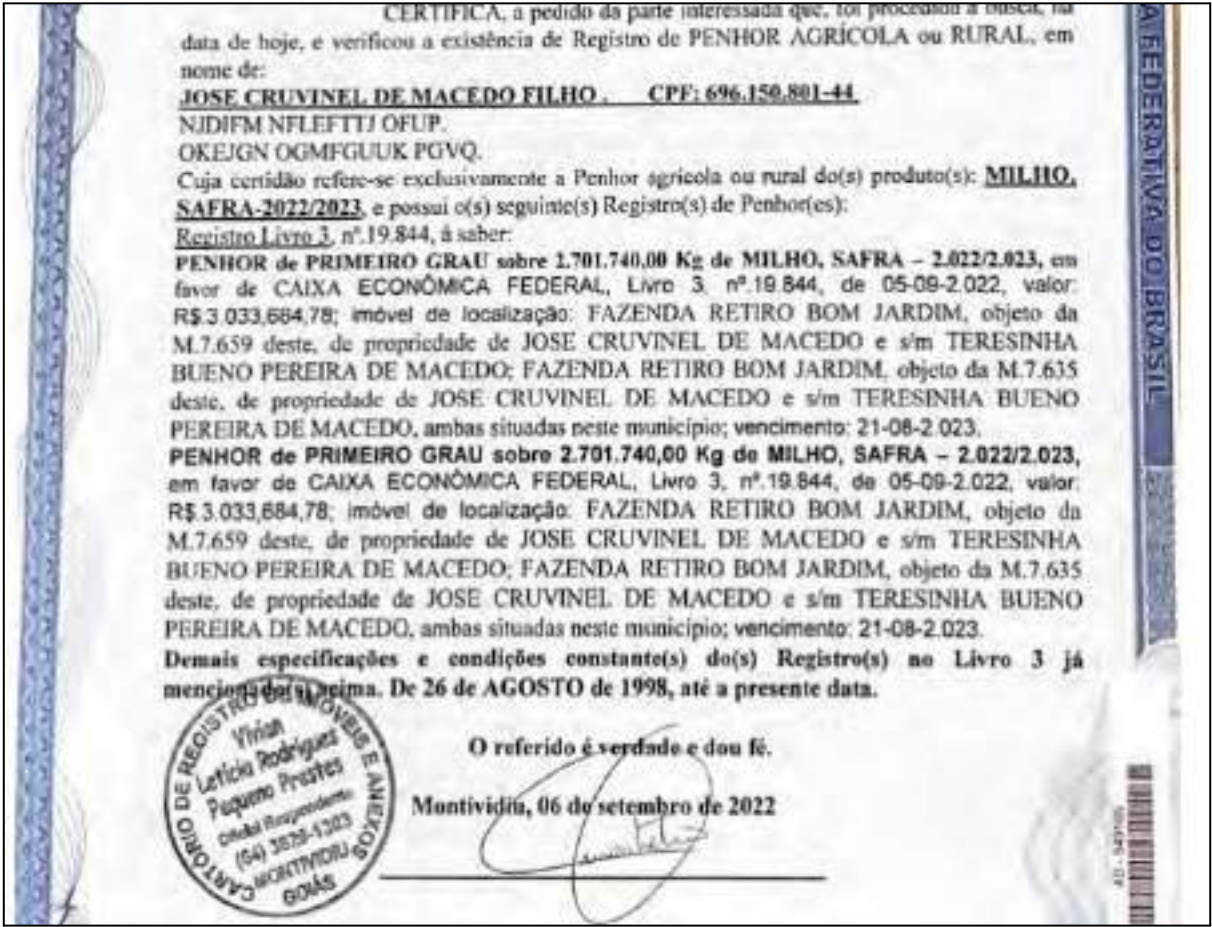 CERTIFICA, a pedido da parte interessada que, foi procedido a busca, na
data de hoje, e verificou a existência de Registro de PENHOR AGRÍCOLA ou RURAL, em
nome de:
JOSE CRUVINEL DE MACEDO FILHO . CPF: 696.150.801-44.
NJDIFM NFLEFTTJ OFUP.
OKEJGN OGMFGUUK PGVQ.
Cuja certidão refere-se exclusivamente a Penhor agrícola ou rural do(s) produto(s): MILHO,
SAFRA-2022/2023, e possui o(s) seguinte(s) Registro(s) de Penhor(es):
Registro Livro 3, nº.19.844, à saber:
PENHOR de PRIMEIRO GRAU sobre 2.701.740,00 Kg de MILHO, SAFRA – 2.022/2.023, em
favor de CAIXA ECONÔMICA FEDERAL, Livro 3, nº.19.844, de 05-09-2.022, valor:
R$.3.033,684,78; imóvel de localização: FAZENDA RETIRO BOM JARDIM, objeto da
M.7.659 deste, de propriedade de JOSE CRUVINEL DE MACEDO e s/m TERESINHA
BUENO PEREIRA DE MACEDO; FAZENDA RETIRO BOM JARDIM, objeto da M.7.635
deste, de propriedade de JOSE CRUVINEL DE MACEDO e s/m TERESINHA BUENO
PEREIRA DE MACEDO, ambas situadas neste município; vencimento: 21-08-2.023.
PENHOR de PRIMEIRO GRAU sobre 2.701.740,00 Kg de MILHO, SAFRA – 2.022/2.023,
em favor de CAIXA ECONÔMICA FEDERAL, Livro 3, nº.19.844, de 05-09-2.022, valor:
R$.3.033,684,78; imóvel de localização: FAZENDA RETIRO BOM JARDIM, objeto da
M.7.659 deste, de propriedade de JOSE CRUVINEL DE MACEDO e s/m TERESINHA
BUENO PEREIRA DE MACEDO; FAZENDA RETIRO BOM JARDIM, objeto da M.7.635
deste, de propriedade de JOSE CRUVINEL DE MACEDO e s/m TERESINHA BUENO
PEREIRA DE MACEDO, ambas situadas neste município; vencimento: 21-08-2.023.
Demais especificações e condições constante(s) do(s) Registro(s) no Livro 3 já
mencionado(s) acima. De 26 de AGOSTO de 1998, até a presente data.
O referido é verdade e dou fé.
Montividiu, 06 de setembro de 2022
CARTÓRIO DE REGISTRO DE IMÓVEIS E ANEXOS
Vivian
Letícia Rodrigues
Pequeno Prestes
Oficial Respondente
(64) 3629-1303
MONTIVIDIU
GOIÁS
A FEDERATIVA DO BRASIL